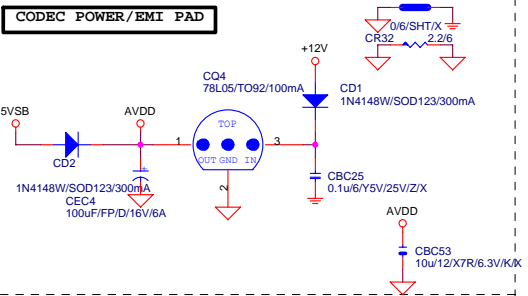 CODEC POWER/EMI PAD
0/6/SHT/X
CR32 2.2/6
+12V
CQ4
78L05/TO92/100mA
CD1
1N4148W/SOD123/300mA
5VSB
AVDD
TOP
1
3
OUT GND IN
CD2
2
1N4148W/SOD123/300mA
CEC4
100uF/FP/D/16V/6A
+
CBC25
0.1u/6/Y5V/25V/Z/X
AVDD
CBC53
10u/12/X7R/6.3V/K/X